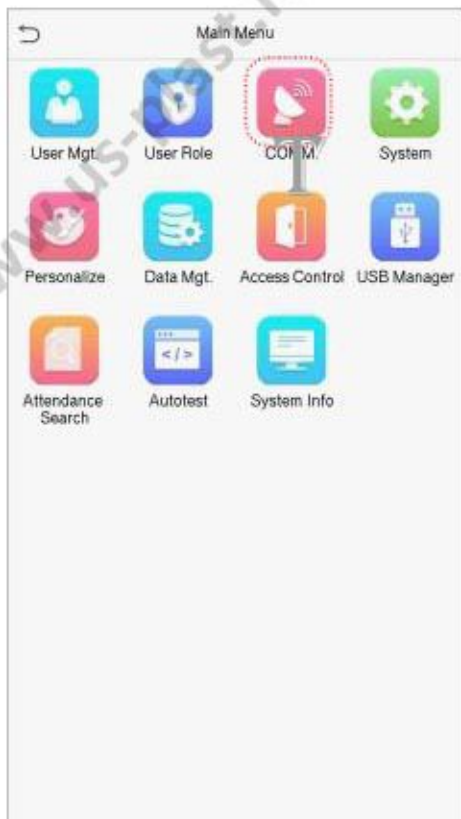 Main Menu
User Mgt.
User Role
COMM.
System
Personalize
Data Mgt.
Access Control
USB Manager
</>
Attendance
Search
Autotest
System Info